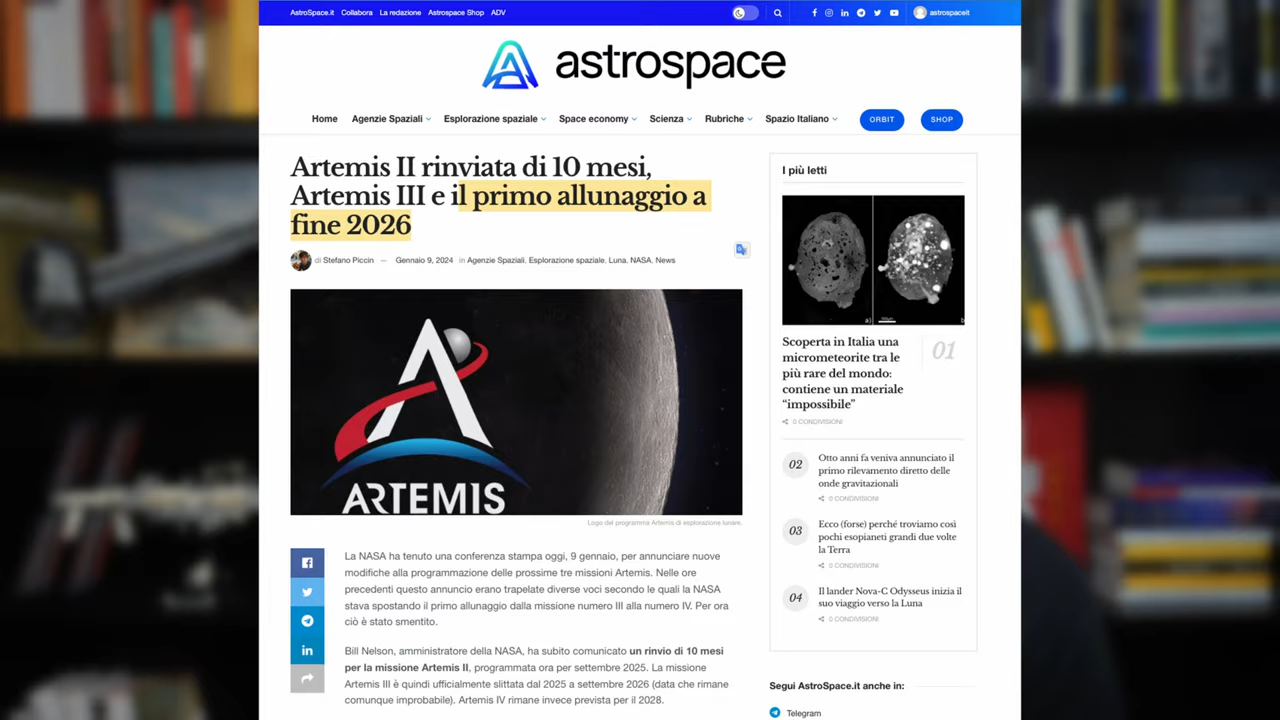 AstroSpace.it Collabora La redazione Astrospace Shop ADV
astrospaceit
astrospace
Home Agenzie Spaziali Esplorazione spaziale Space economy Scienza Rubriche Spazio Italiano ORBIT SHOP
Artemis II rinviata di 10 mesi,
Artemis III e il primo allunaggio a
fine 2026
di Stefano Piccin — Gennaio 9, 2024 in Agenzie Spaziali, Esplorazione spaziale, Luna, NASA, News
ARTEMIS
Logo del programma Artemis di esplorazione lunare.
La NASA ha tenuto una conferenza stampa oggi, 9 gennaio, per annunciare nuove
modifiche alla programmazione delle prossime tre missioni Artemis. Nelle ore
precedenti questo annuncio erano trapelate diverse voci secondo le quali la NASA
stava spostando il primo allunaggio dalla missione numero III alla numero IV. Per ora
ciò è stato smentito.
Bill Nelson, amministratore della NASA, ha subito comunicato un rinvio di 10 mesi
per la missione Artemis II, programmata ora per settembre 2025. La missione
Artemis III è quindi ufficialmente slittata dal 2025 a settembre 2026 (data che rimane
comunque improbabile). Artemis IV rimane invece prevista per il 2028.
I più letti
a) b
Scoperta in Italia una
micrometeorite tra le
più rare del mondo:
contiene un materiale
“impossibile”
01
0 CONDIVISIONI
02
Otto anni fa veniva annunciato il
primo rilevamento diretto delle
onde gravitazionali
0 CONDIVISIONI
03
Ecco (forse) perché troviamo così
pochi esopianeti grandi due volte
la Terra
0 CONDIVISIONI
04
Il lander Nova-C Odysseus inizia il
suo viaggio verso la Luna
0 CONDIVISIONI
Segui AstroSpace.it anche in:
Telegram